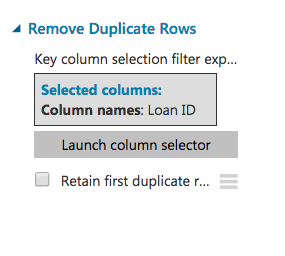 Remove Duplicate Rows
Key column selection filter exp...
Selected columns:
Column names: Loan ID
Launch column selector
Retain first duplicate r...